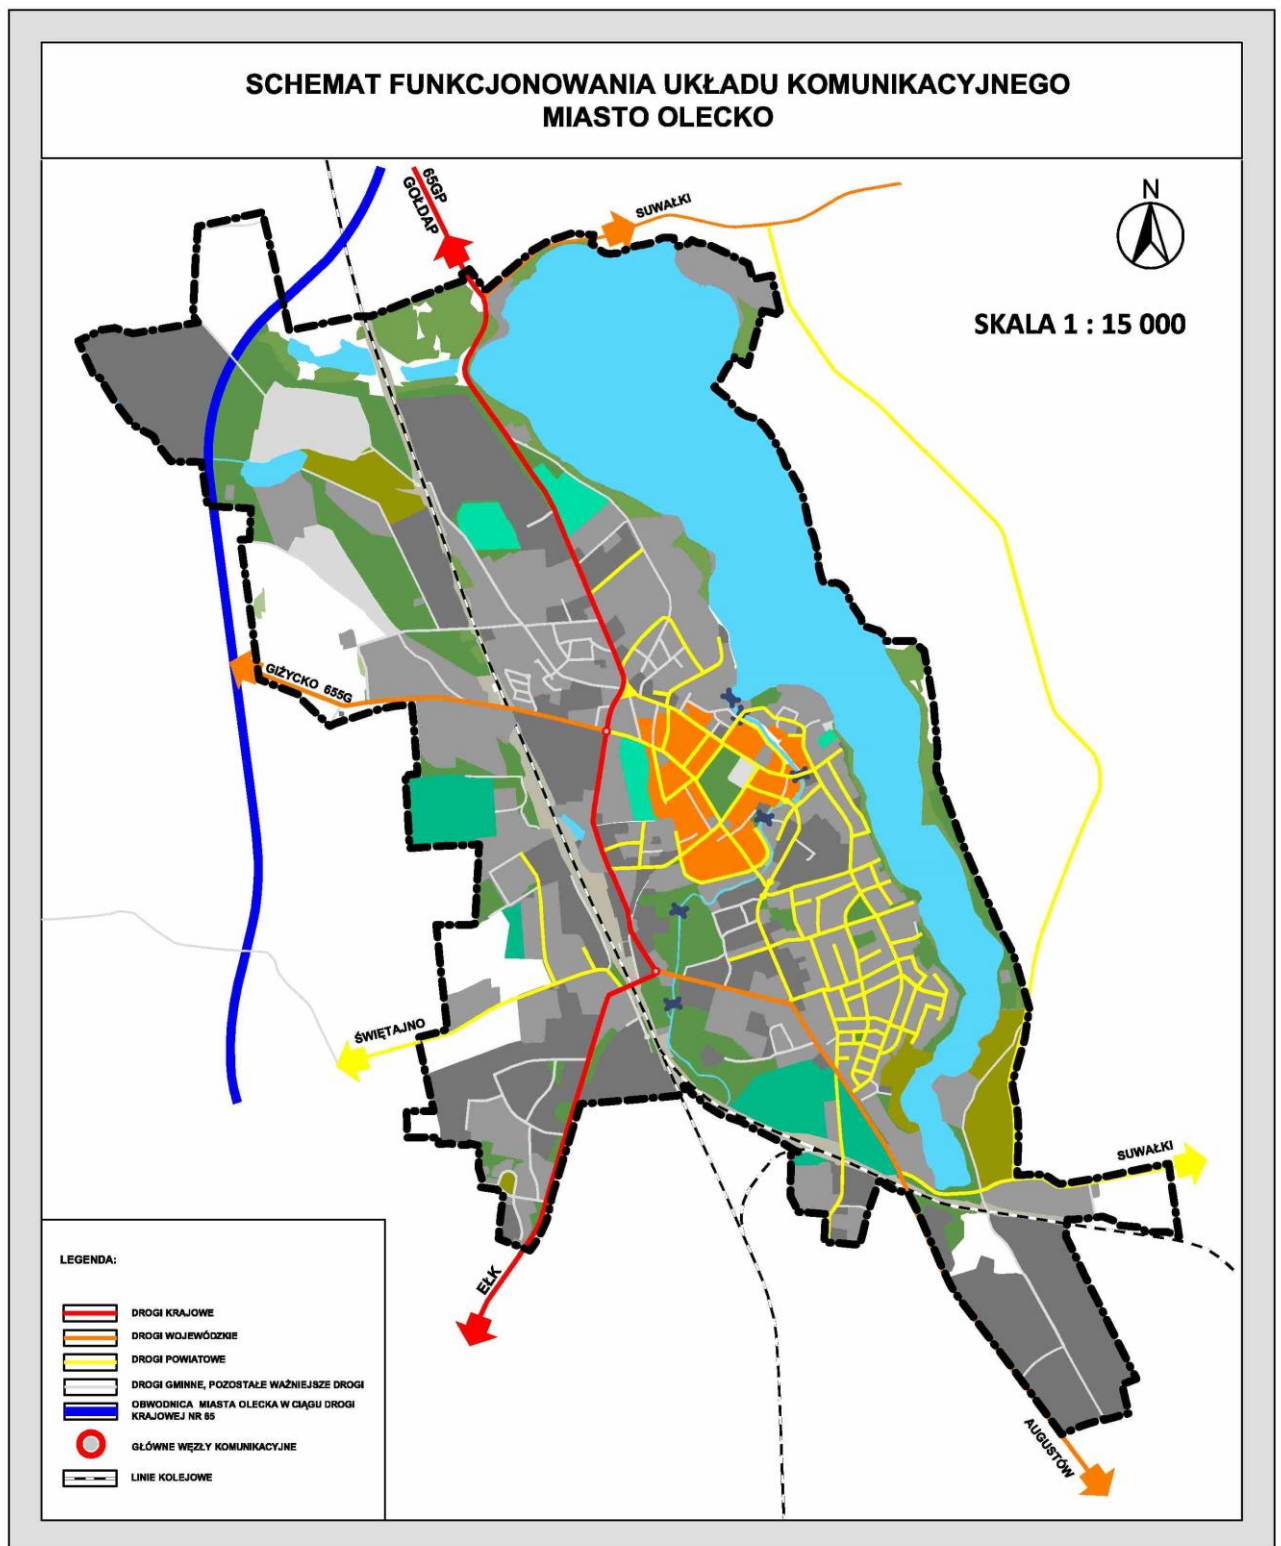 SCHEMAT FUNKCJONOWANIA UKŁADU KOMUNIKACYJNEGO
MIASTO OLECKO
65GP
GOŁDAP
SUWAŁKI
N
SKALA 1 : 15 000
GIŻYCKO 655G
ŚWIĘTAJNO
SUWAŁKI
EŁK
AUGUSTÓW
LEGENDA:
DROGI KRAJOWE
DROGI WOJEWÓDZKIE
DROGI POWIATOWE
DROGI GMINNE, POZOSTAŁE WAŻNIEJSZE DROGI
OBWODNICA MIASTA OLECKA W CIĄGU DROGI
KRAJOWEJ NR 65
GŁÓWNE WĘZŁY KOMUNIKACYJNE
LINIE KOLEJOWE